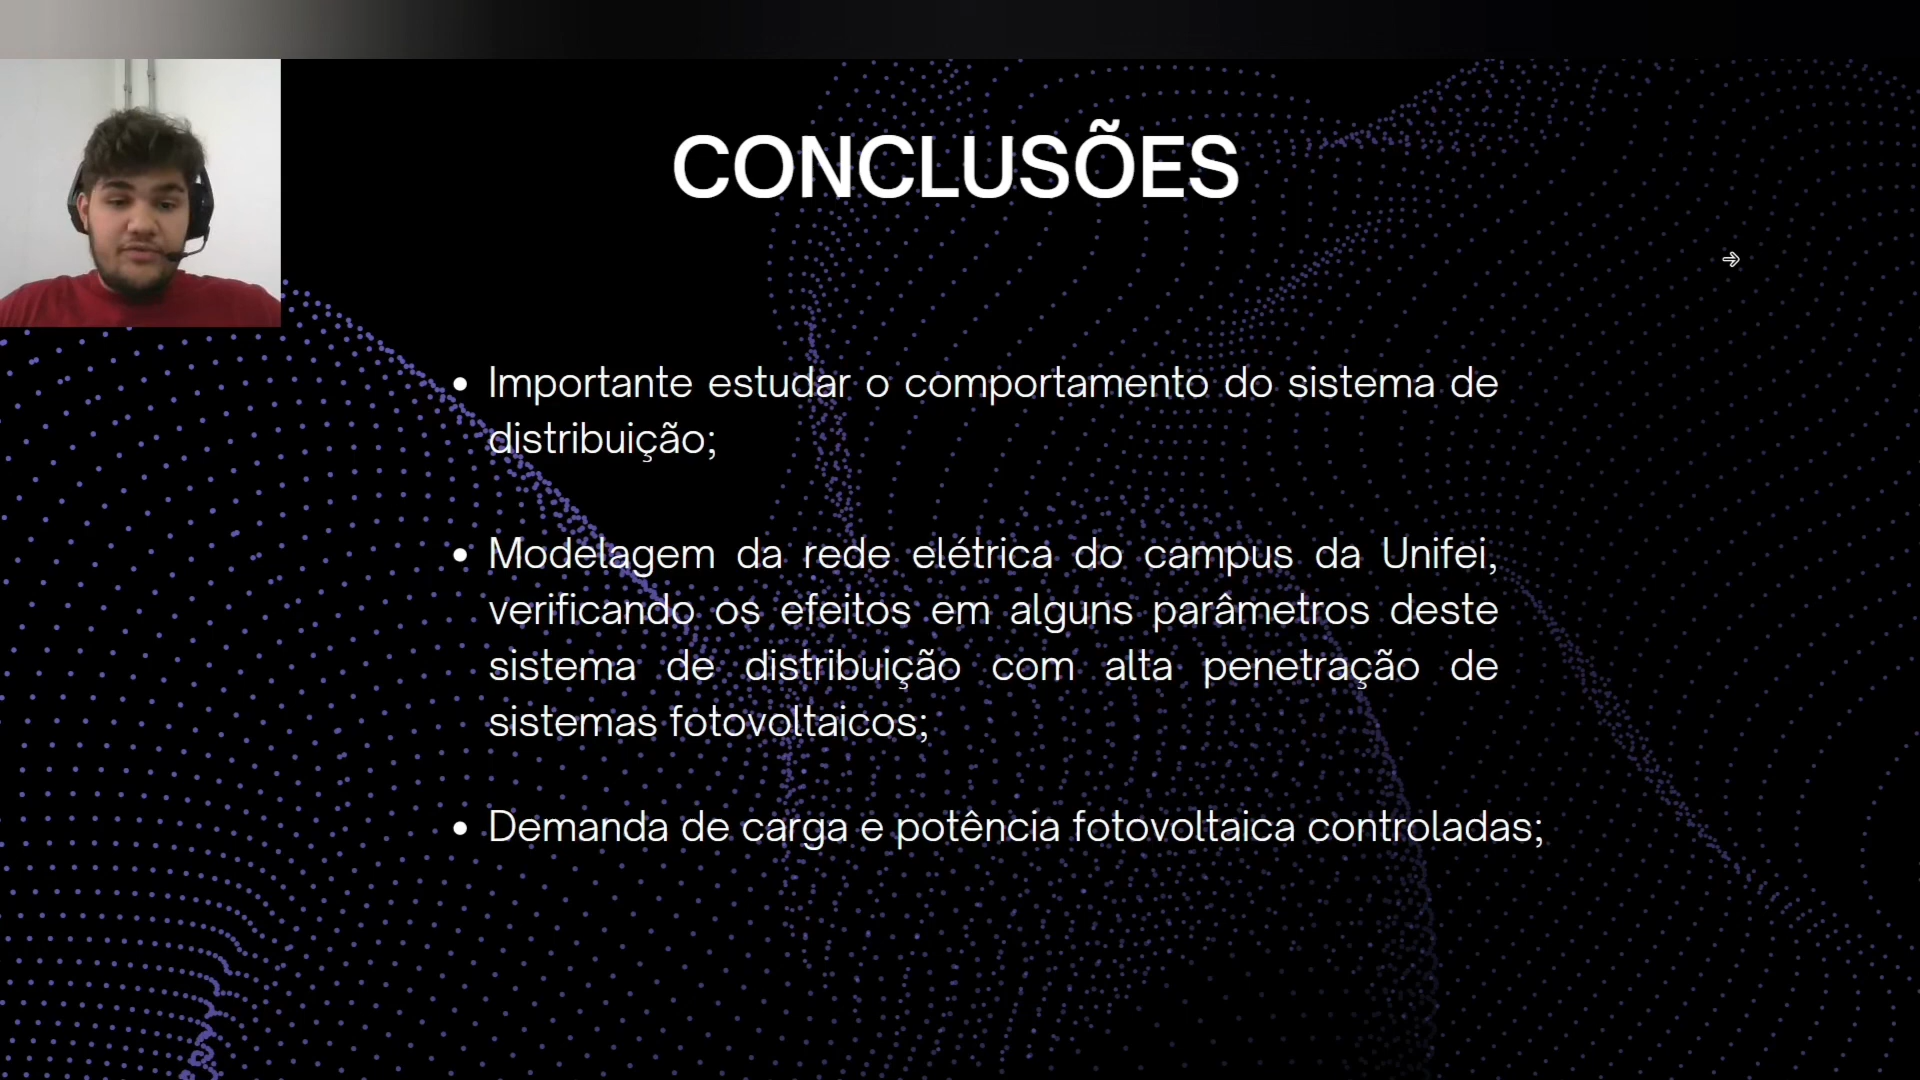 CONCLUSÕES
• Importante estudar o comportamento do sistema de
distribuição;
• Modelagem da rede elétrica do campus da Unifei,
verificando os efeitos em alguns parâmetros deste
sistema de distribuição com alta penetração de
sistemas fotovoltaicos;
• Demanda de carga e potência fotovoltaica controladas;